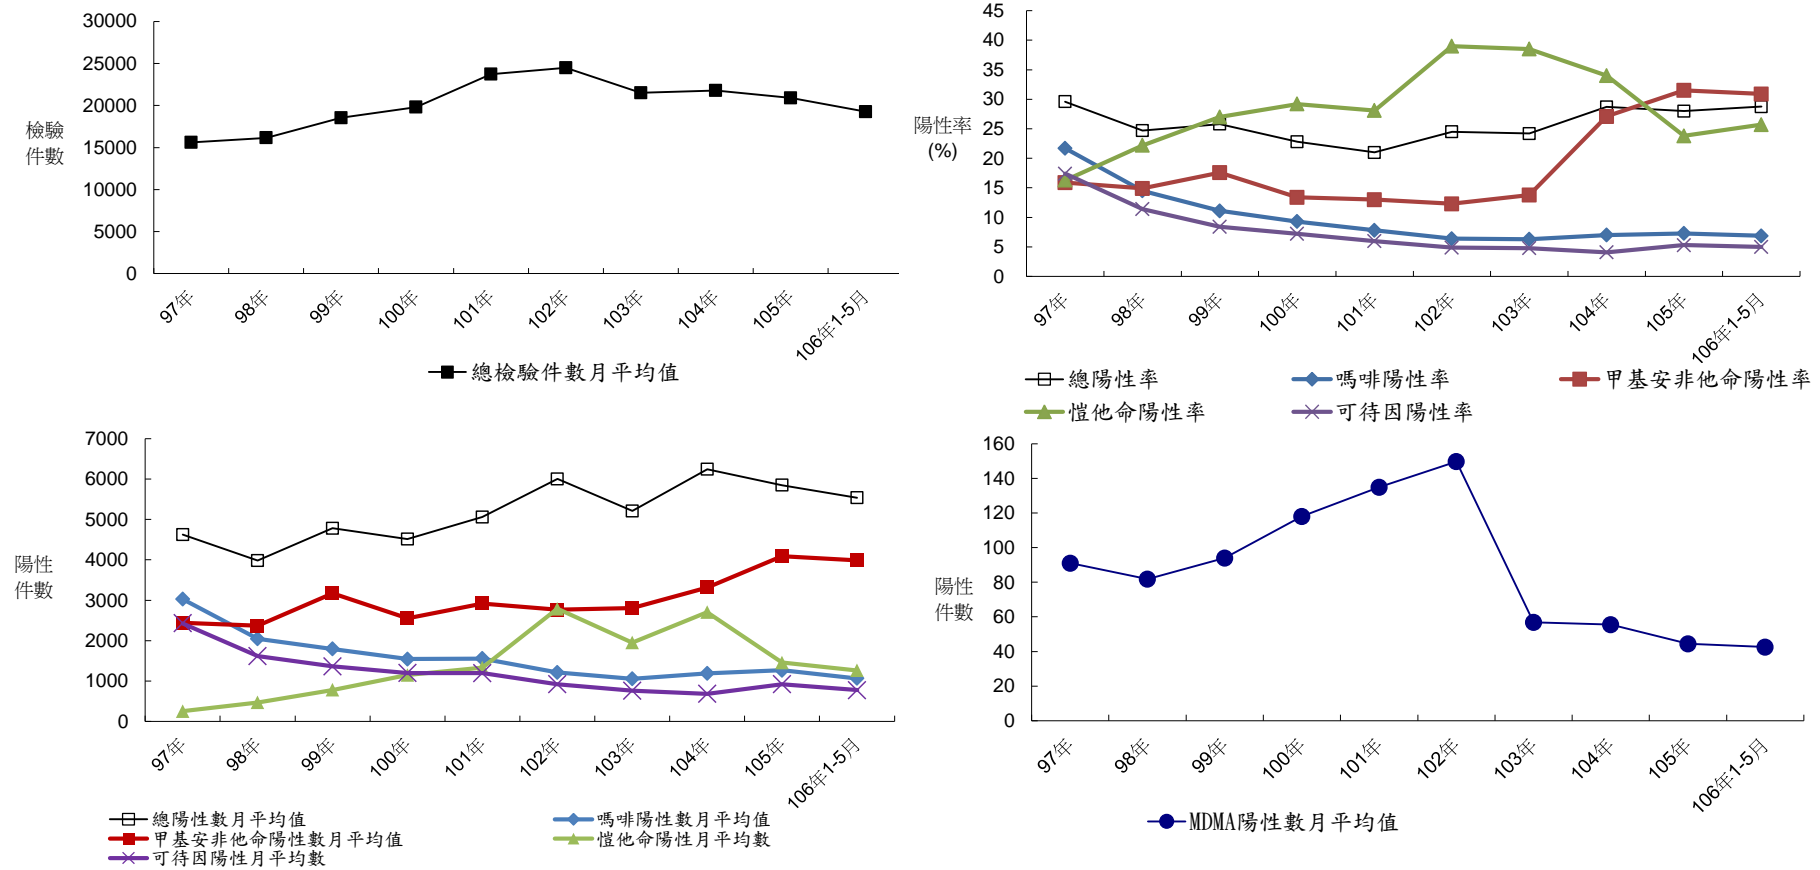 30000
25000
20000
15000
10000
5000
0
檢驗
件數
97年
98年
99年
100年
101年
102年
103年
104年
105年
106年1-5月
總檢驗件數月平均值
45
40
35
30
25
20
15
10
5
0
陽性率
(%)
97年
98年
99年
100年
101年
102年
103年
104年
105年
106年1-5月
總陽性率
嗎啡陽性率
甲基安非他命陽性率
愷他命陽性率
可待因陽性率
7000
6000
5000
4000
3000
2000
1000
0
陽性
件數
97年
98年
99年
100年
101年
102年
103年
104年
105年
106年1-5月
總陽性數月平均值
嗎啡陽性數月平均值
甲基安非他命陽性數月平均值
愷他命陽性月平均數
可待因陽性月平均數
160
140
120
100
80
60
40
20
0
陽性
件數
97年
98年
99年
100年
101年
102年
103年
104年
105年
106年1-5月
MDMA陽性數月平均值